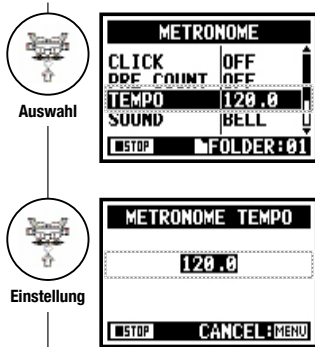 METRONOME
CLICK OFF
PRE COUNT OFF
TEMPO 120.0
SOUND BELL
■STOP FOLDER:01
Auswahl
METRONOME TEMPO
120.0
■STOP CANCEL:MENU
Einstellung